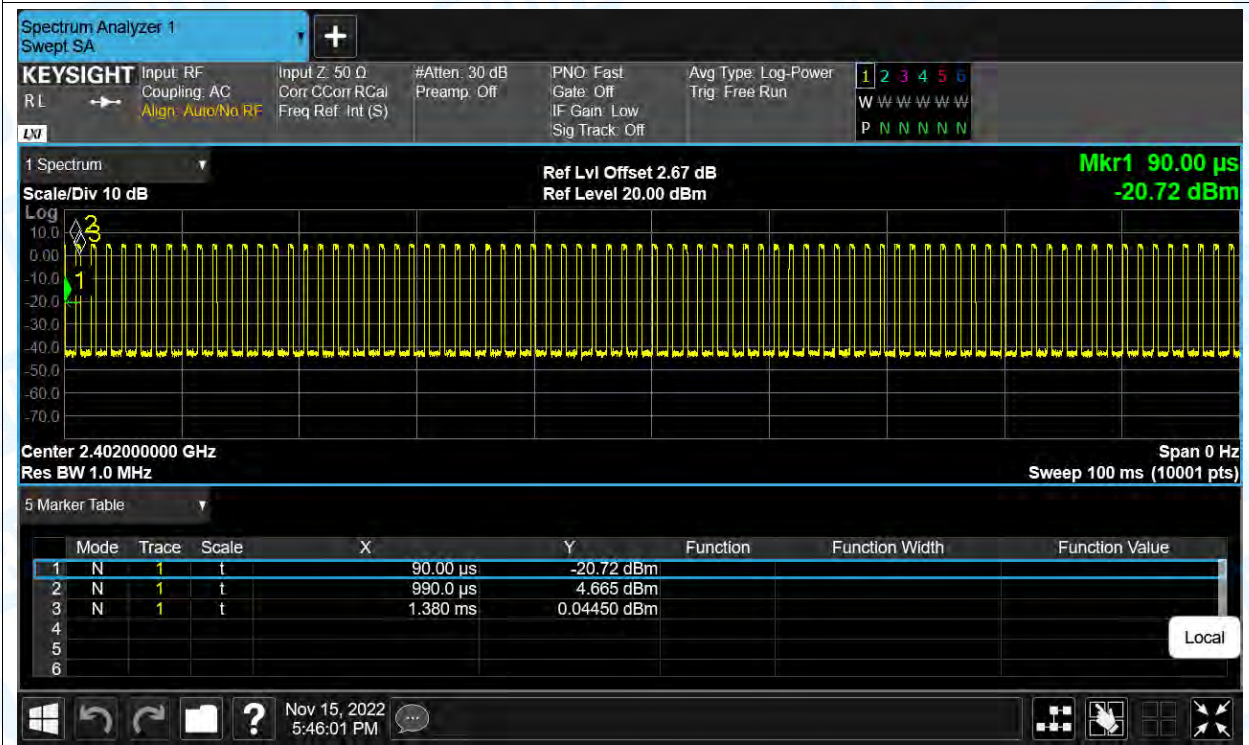 Spectrum Analyzer 1
Swept SA
+
KEYSIGHT Input: RF Input Z: 50 Ω #Atten: 30 dB PNO: Fast Avg Type: Log-Power 1 2 3 4 5 6
R L Coupling: AC Corr CCorr RCal Preamp: Off Gate: Off Trig: Free Run W W W W W W
Align: Auto/No RF Freq Ref: Int (S) IF Gain: Low
LXI Sig Track: Off P N N N N N
1 Spectrum Ref Lvl Offset 2.67 dB Mkr1 90.00 µs
Scale/Div 10 dB Ref Level 20.00 dBm -20.72 dBm
Log
10.0
0.00
-10.0
-20.0
-30.0
-40.0
-50.0
-60.0
-70.0
2
3
1
Center 2.402000000 GHz Span 0 Hz
Res BW 1.0 MHz Sweep 100 ms (10001 pts)
5 Marker Table
Mode Trace Scale X Y Function Function Width Function Value
1 N 1 t 90.00 µs -20.72 dBm
2 N 1 t 990.0 µs 4.665 dBm
3 N 1 t 1.380 ms 0.04450 dBm
4
5
6
Local
? Nov 15, 2022
5:46:01 PM